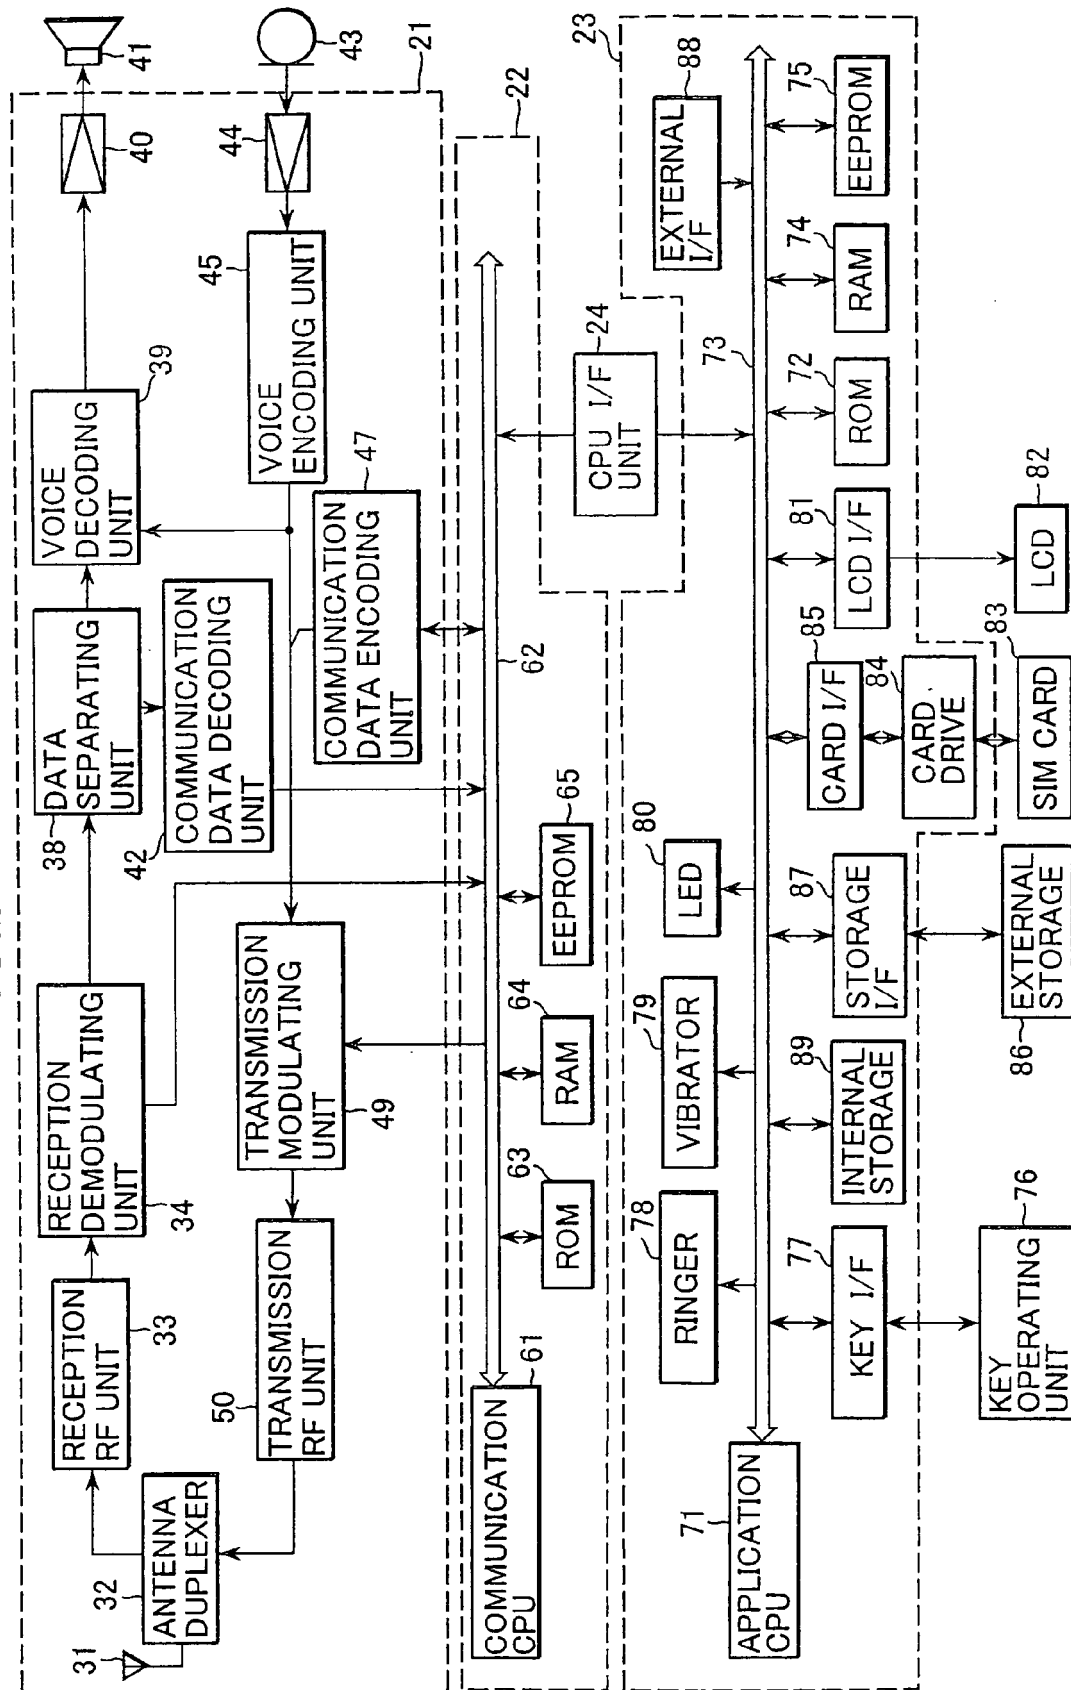 31
32
ANTENNA
DUPLEXER
33
RECEPTION
RF UNIT
34
RECEPTION
DEMODULATING
UNIT
38
DATA
SEPARATING
UNIT
39
VOICE
DECODING
UNIT
40
41
42
COMMUNICATION
DATA DECODING
UNIT
43
44
45
VOICE
ENCODING UNIT
47
COMMUNICATION
DATA ENCODING
UNIT
49
TRANSMISSION
MODULATING
UNIT
50
TRANSMISSION
RF UNIT
21
22
COMMUNICATION
CPU
61
62
63
ROM
64
RAM
65
EEPROM
24
CPU I/F
UNIT
23
71
APPLICATION
CPU
73
78
RINGER
79
VIBRATOR
80
LED
88
EXTERNAL
I/F
77
KEY I/F
89
INTERNAL
STORAGE
87
STORAGE
I/F
85
CARD I/F
84
CARD
DRIVE
81
LCD I/F
72
ROM
74
RAM
75
EEPROM
76
KEY
OPERATING
UNIT
86
EXTERNAL
STORAGE
83
SIM CARD
82
LCD